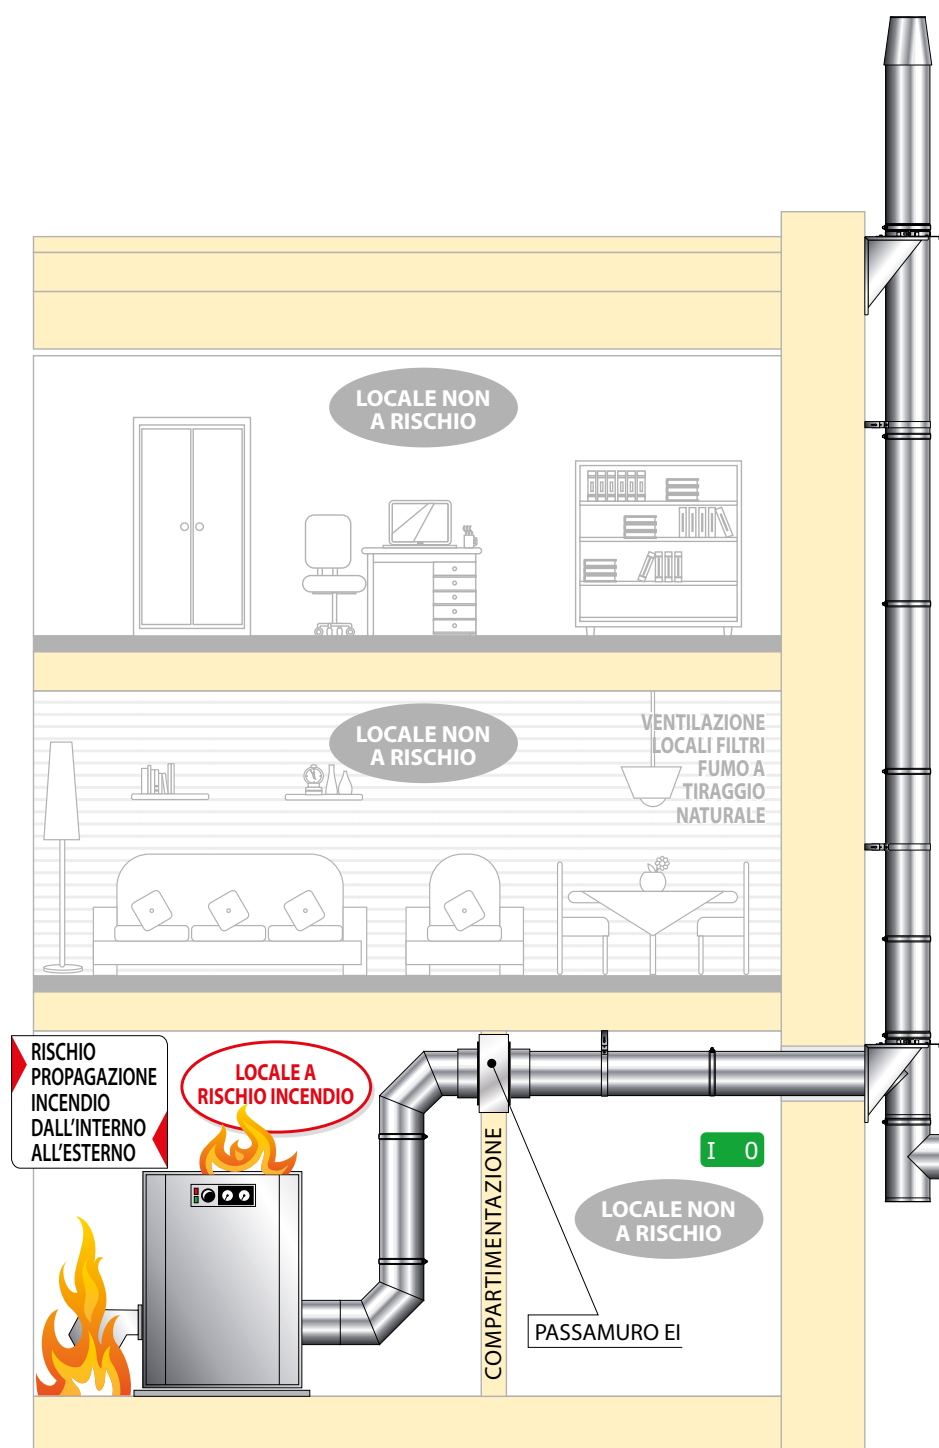 LOCALE NON
A RISCHIO
LOCALE NON
A RISCHIO
VENTILAZIONE
LOCALI FILTRI
FUMO A
TIRAGGIO
NATURALE
RISCHIO
PROPAGAZIONE
INCENDIO
DALL'INTERNO
ALL'ESTERNO
LOCALE A
RISCHIO INCENDIO
COMPARTIMENTAZIONE
I 0
LOCALE NON
A RISCHIO
PASSAMURO EI